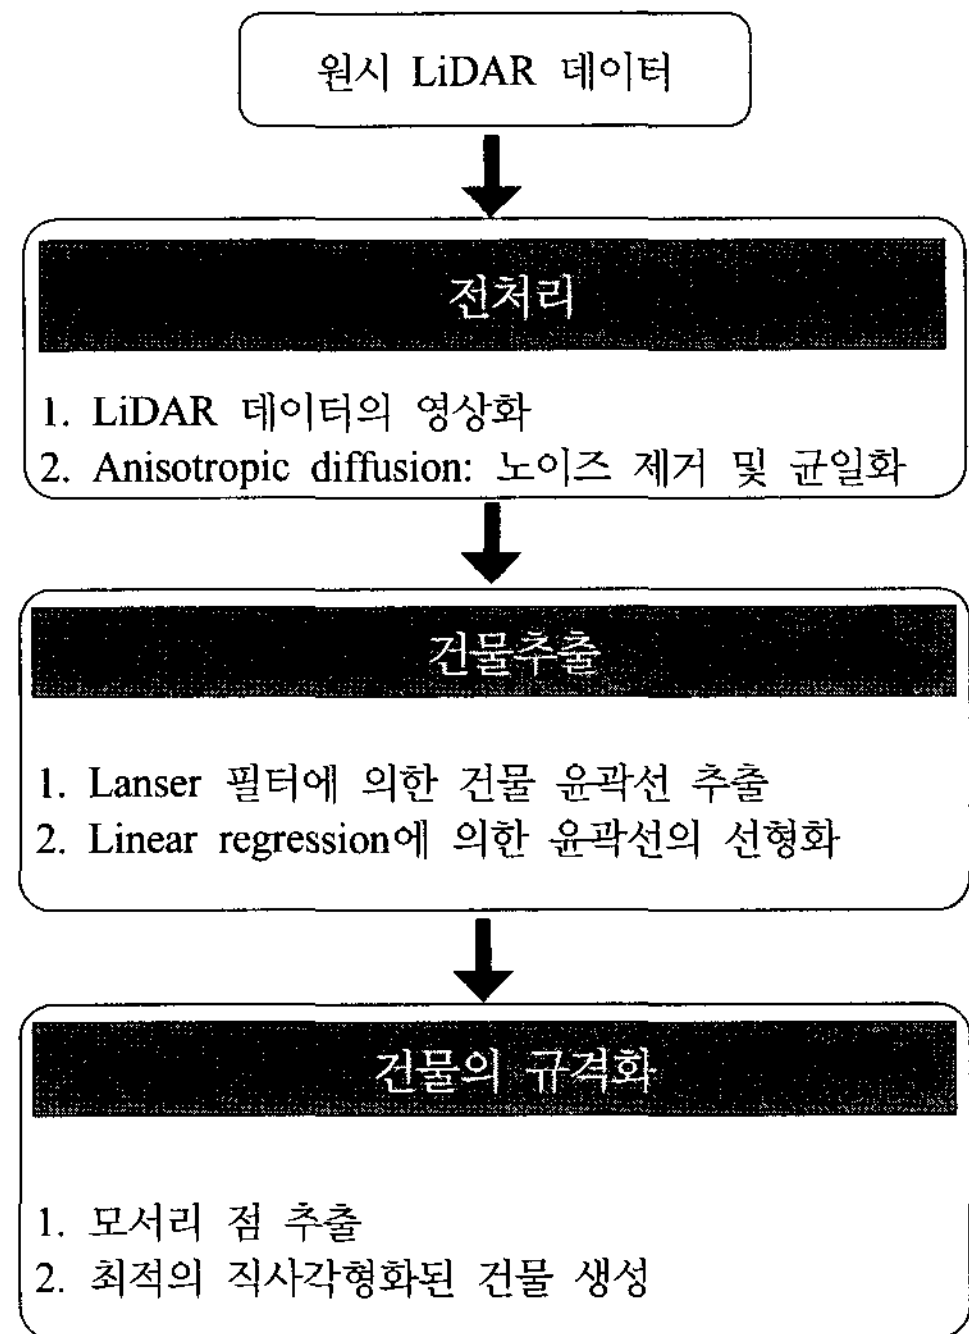 원시 LiDAR 데이터
전처리
1. LiDAR 데이터의 영상화
2. Anisotropic diffusion: 노이즈 제거 및 균일화
건물추출
1. Lanser 필터에 의한 건물 윤곽선 추출
2. Linear regression에 의한 윤곽선의 선형화
건물의 규격화
1. 모서리 점 추출
2. 최적의 직사각형화된 건물 생성